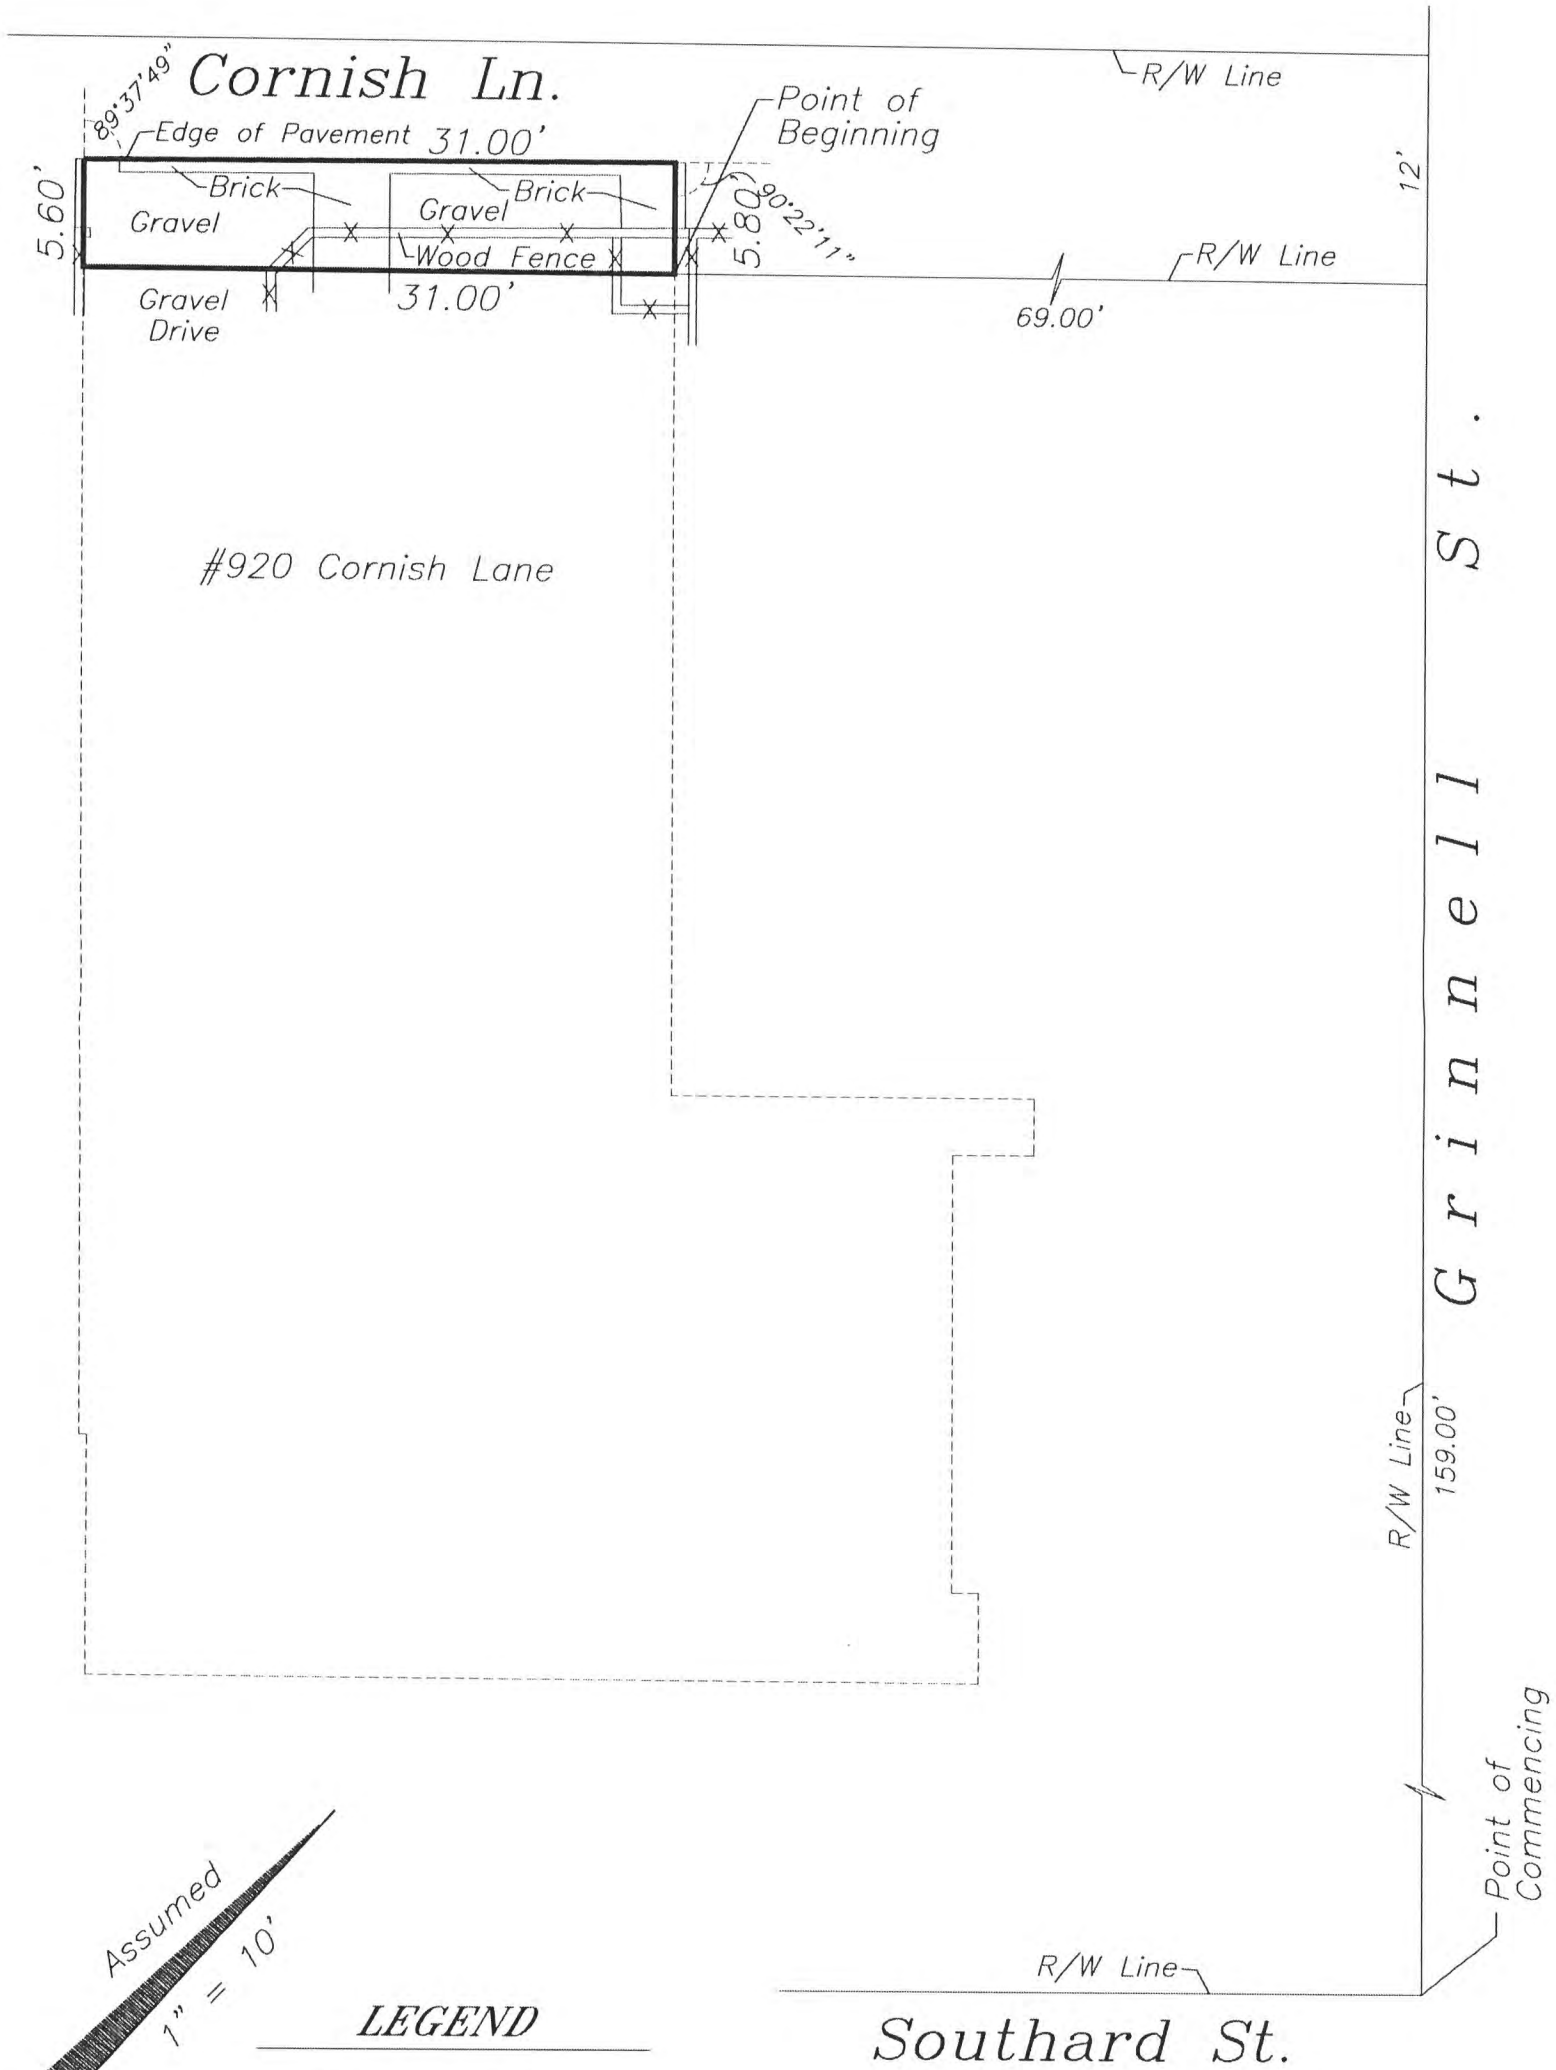 Cornish Ln.
R/W Line
89°37'49"
Edge of Pavement
31.00'
Point of
Beginning
12'
5.60'
Brick
Brick
Gravel
Gravel
5.80'
90°22'11"
Wood Fence
R/W Line
Gravel
Drive
31.00'
69.00'
#920 Cornish Lane
Grinnell St.
R/W Line
159.00'
Point of
Commencing
Assumed
1" = 10'
R/W Line
LEGEND
Southard St.